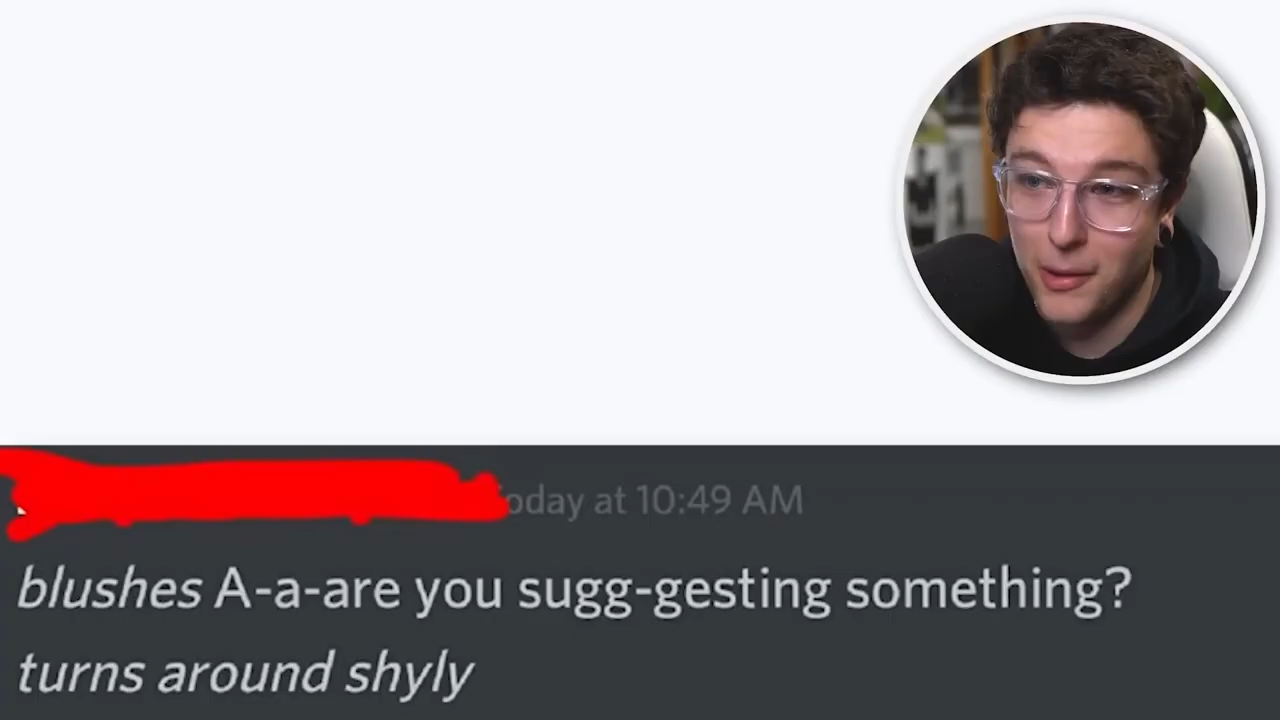 oday at 10:49 AM
blushes A-a-are you sugg-gesting something?
turns around shyly